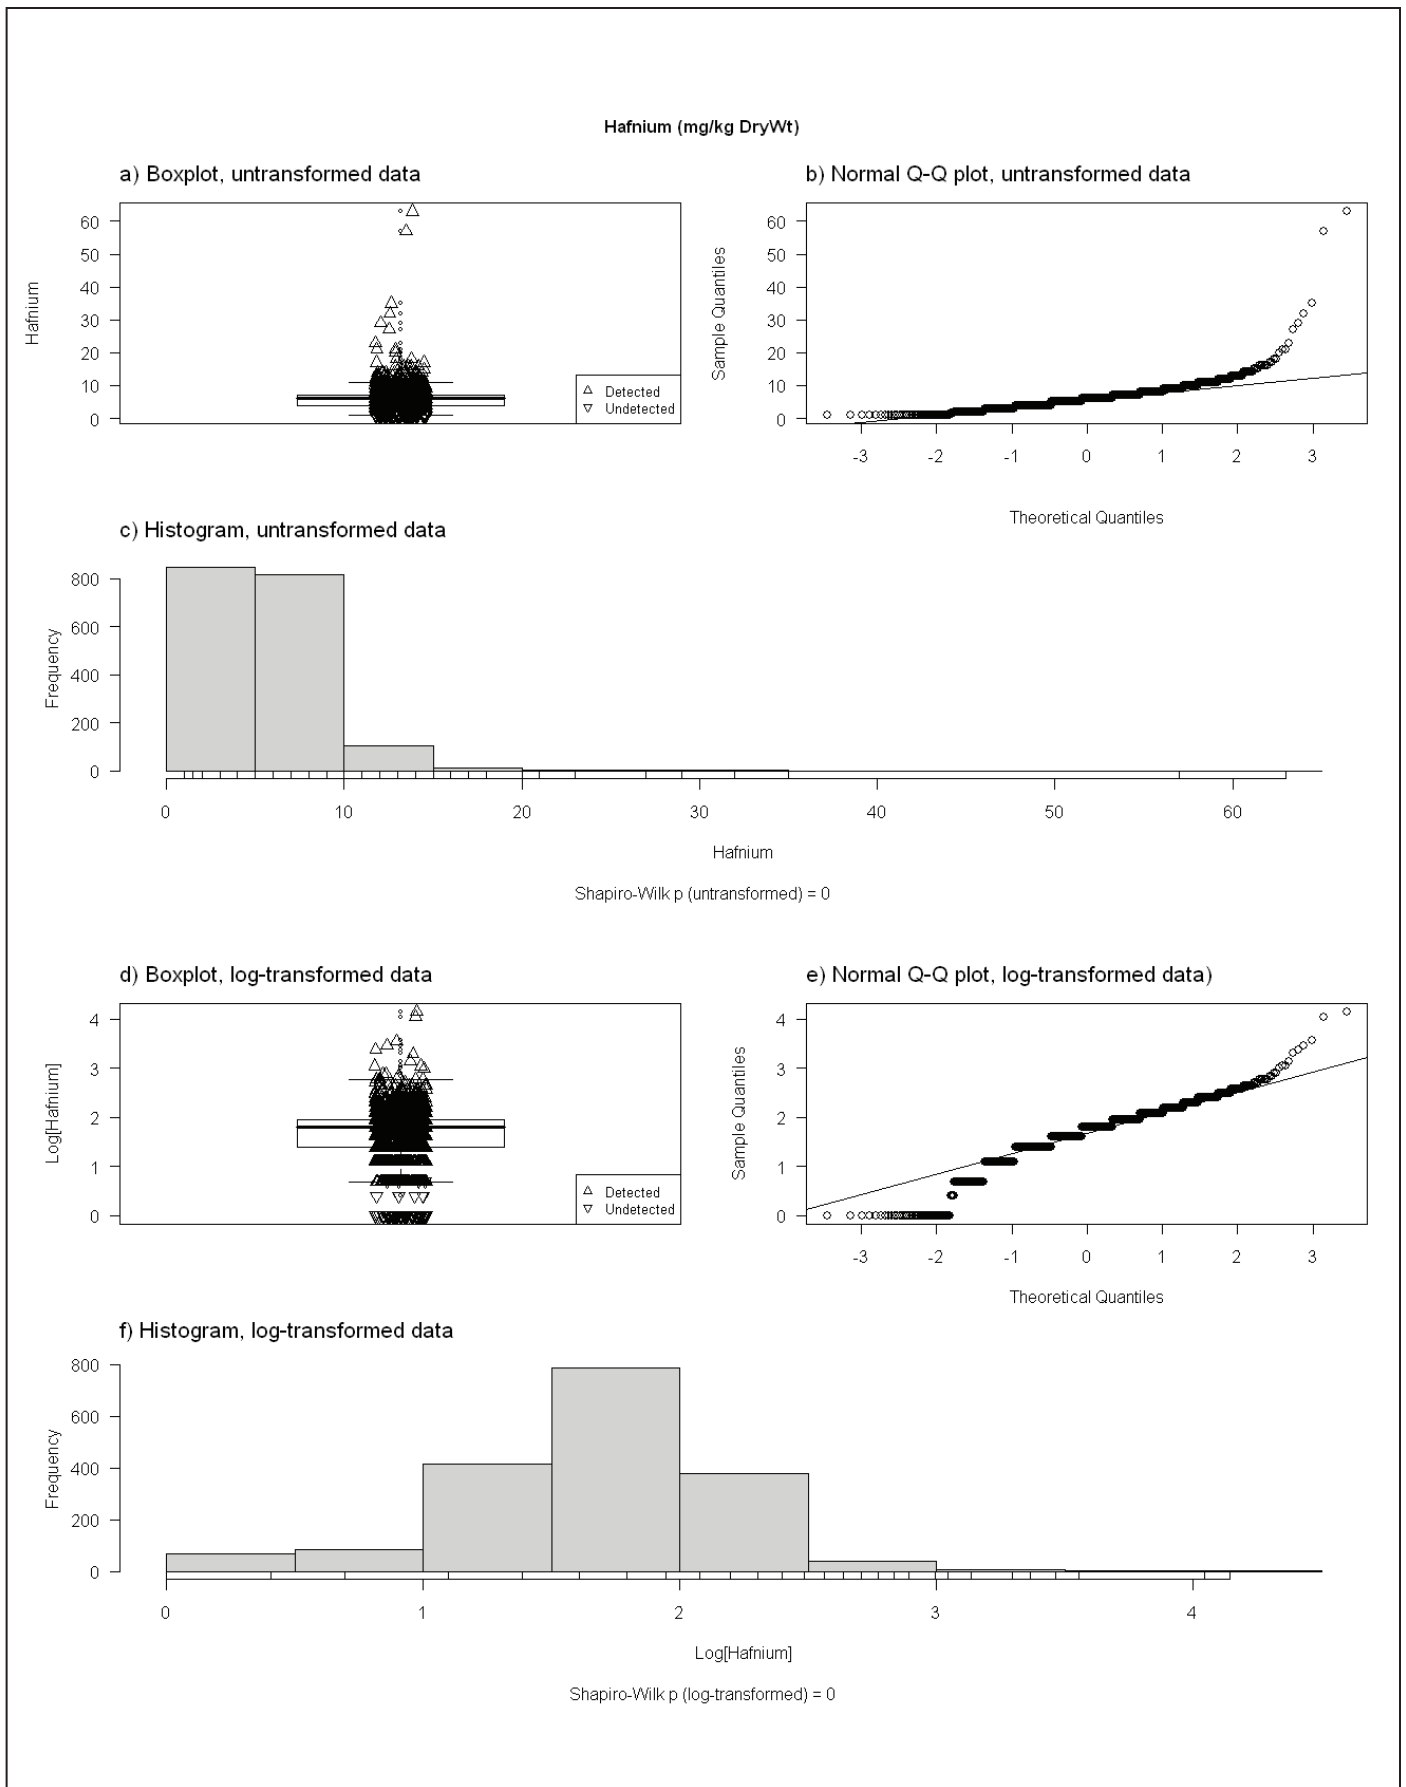 Hafnium (mg/kg DryWt)
a) Boxplot, untransformed data
Hafnium
60
50
40
30
20
10
0
Detected
Undetected
b) Normal Q-Q plot, untransformed data
Sample Quantiles
60
50
40
30
20
10
0
-3 -2 -1 0 1 2 3
Theoretical Quantiles
c) Histogram, untransformed data
Frequency
800
600
400
200
0
0 10 20 30 40 50 60
Hafnium
Shapiro-Wilk p (untransformed) = 0
d) Boxplot, log-transformed data
Log[Hafnium]
4
3
2
1
0
Detected
Undetected
e) Normal Q-Q plot, log-transformed data)
Sample Quantiles
4
3
2
1
0
-3 -2 -1 0 1 2 3
Theoretical Quantiles
f) Histogram, log-transformed data
Frequency
800
600
400
200
0
0 1 2 3 4
Log[Hafnium]
Shapiro-Wilk p (log-transformed) = 0